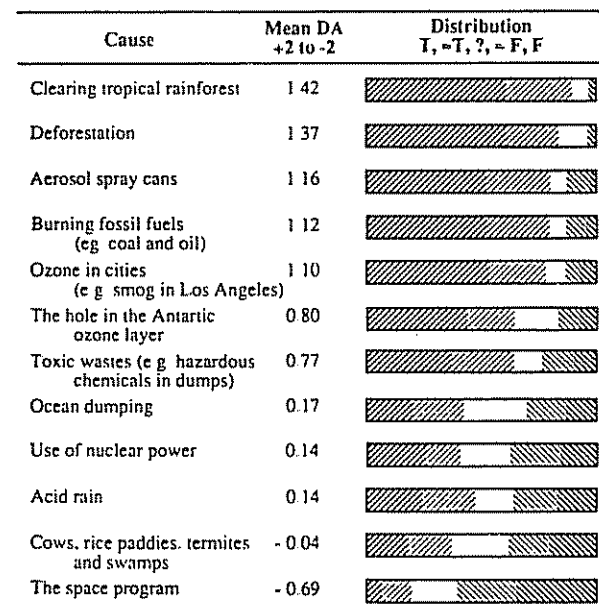 Cause Mean DA Distribution
+2 to -2 T, ≈T, ?, ≈ F, F
Clearing tropical rainforest 1 42
Deforestation 1 37
Aerosol spray cans 1 16
Burning fossil fuels 1 12
(eg coal and oil)
Ozone in cities 1 10
(e g smog in Los Angeles)
The hole in the Antartic 0.80
ozone layer
Toxic wastes (e g hazardous 0.77
chemicals in dumps)
Ocean dumping 0.17
Use of nuclear power 0.14
Acid rain 0.14
Cows, rice paddies, termites - 0.04
and swamps
The space program - 0.69